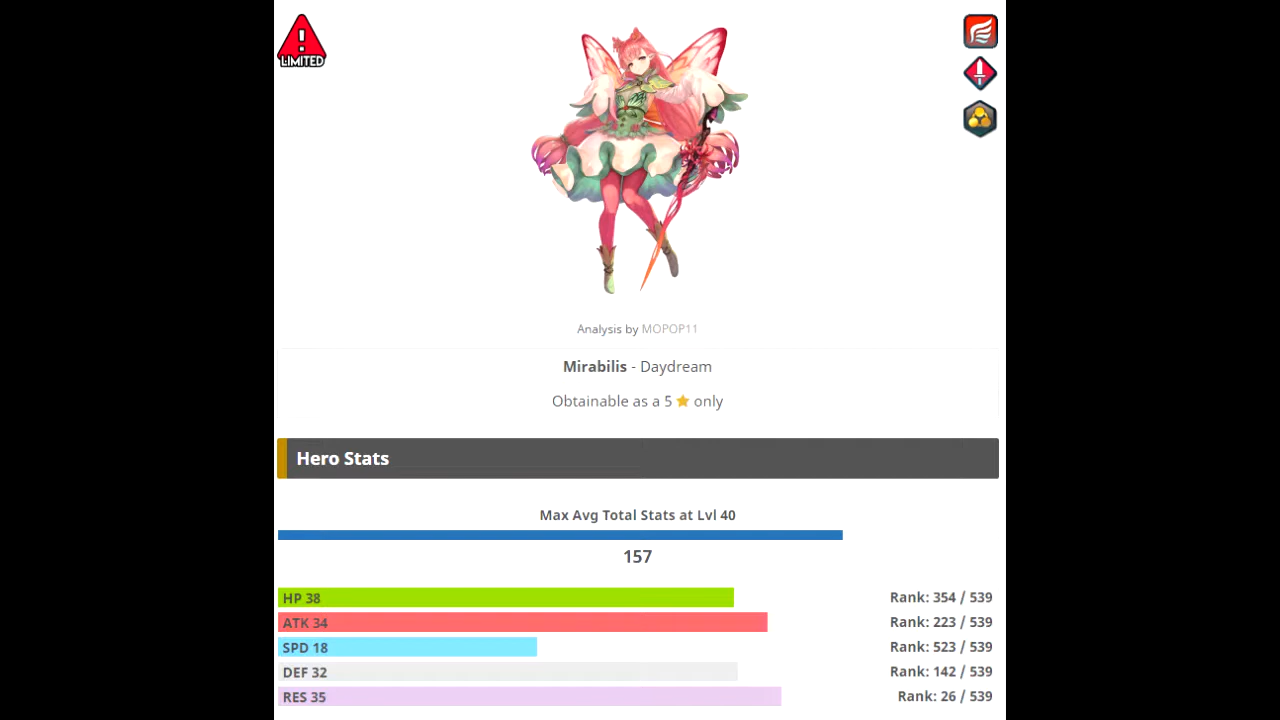 LIMITED
Analysis by MOPOP11
Mirabilis - Daydream
Obtainable as a 5 only
Hero Stats
Max Avg Total Stats at Lvl 40
157
HP 38 Rank: 354 / 539
ATK 34 Rank: 223 / 539
SPD 18 Rank: 523 / 539
DEF 32 Rank: 142 / 539
RES 35 Rank: 26 / 539